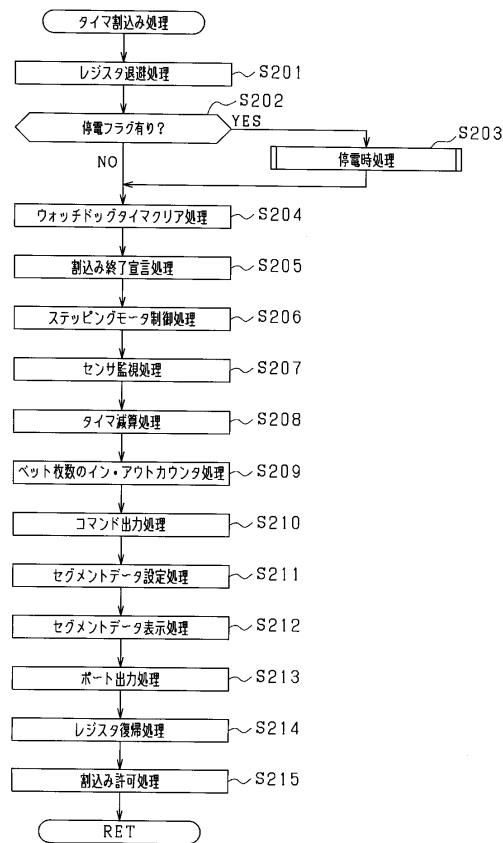 タイマ割込み処理
レジスタ退避処理
S201
S202
停電フラグ有り?
YES
S203
停電時処理
NO
ウォッチドッグタイマクリア処理
S204
割込み終了宣言処理
S205
ステッピングモータ制御処理
S206
センサ監視処理
S207
タイマ減算処理
S208
ベット枚数のイン・アウトカウンタ処理
S209
コマンド出力処理
S210
セグメントデータ設定処理
S211
セグメントデータ表示処理
S212
ポート出力処理
S213
レジスタ復帰処理
S214
割込み許可処理
S215
RET